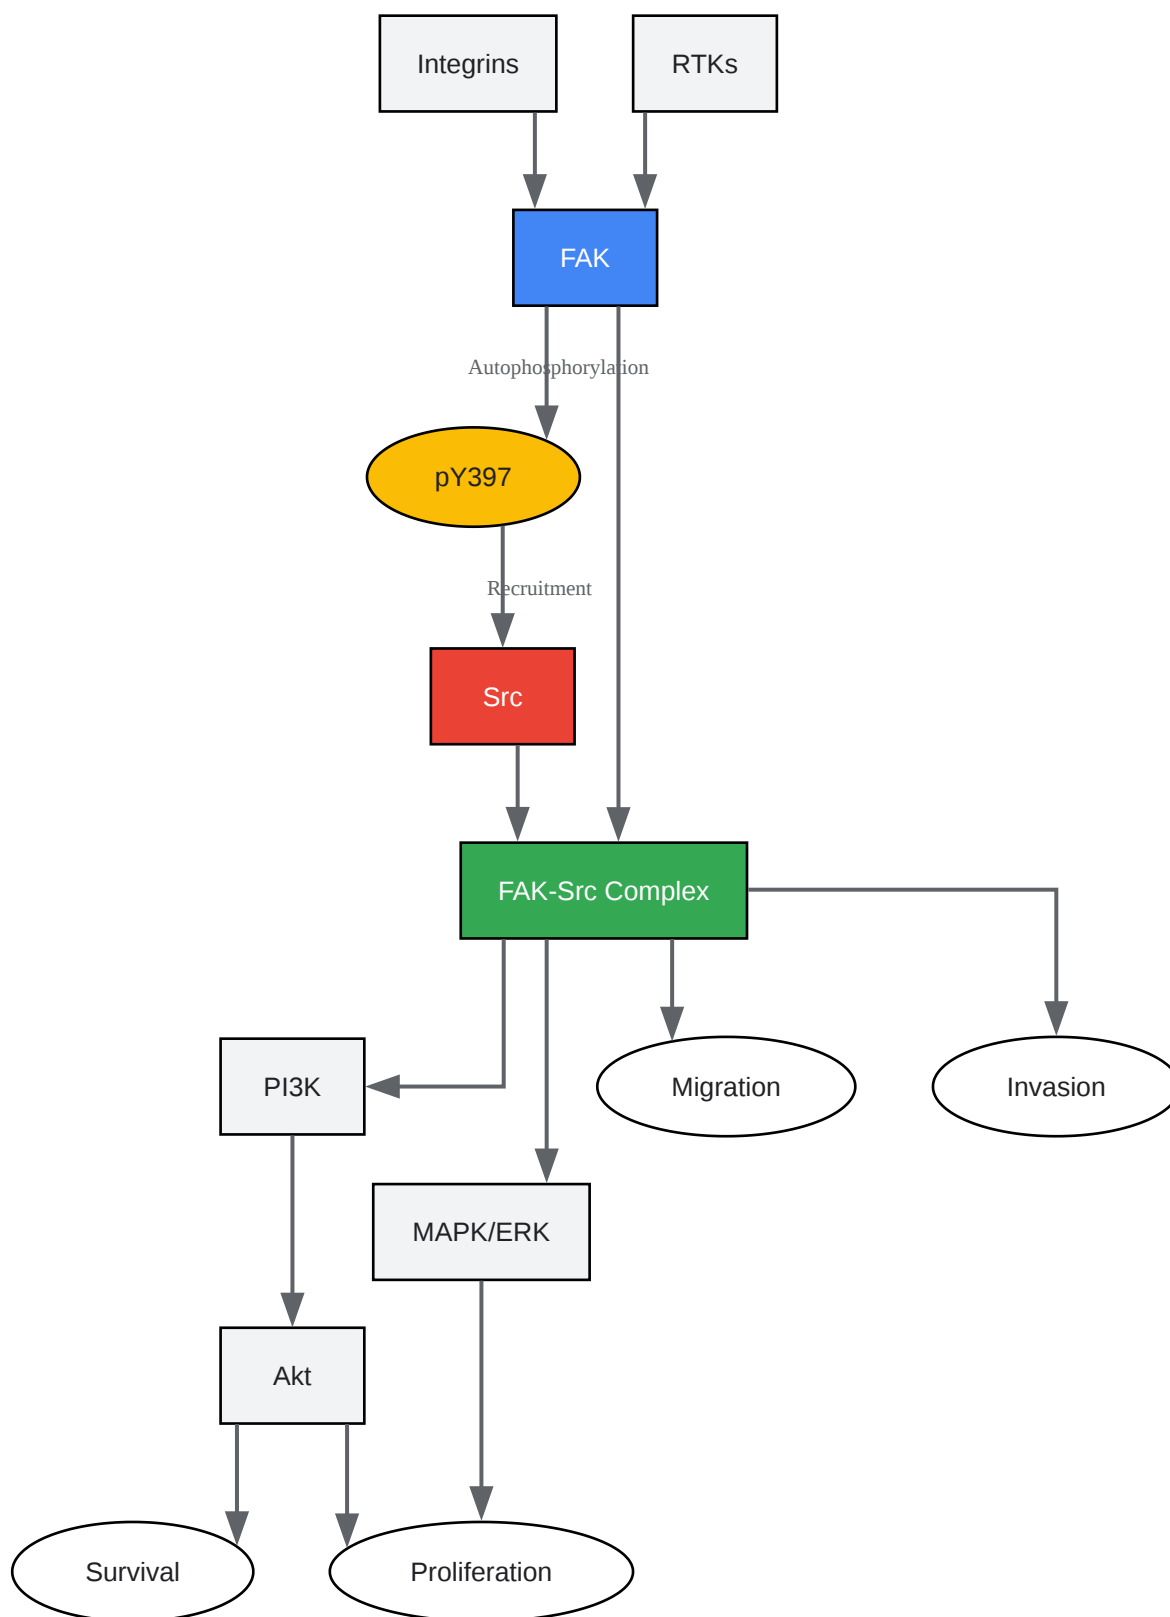 Integrins
RTKs
FAK
Autophosphorylation
pY397
Recruitment
Src
FAK-Src Complex
PI3K
Migration
Invasion
MAPK/ERK
Akt
Survival
Proliferation